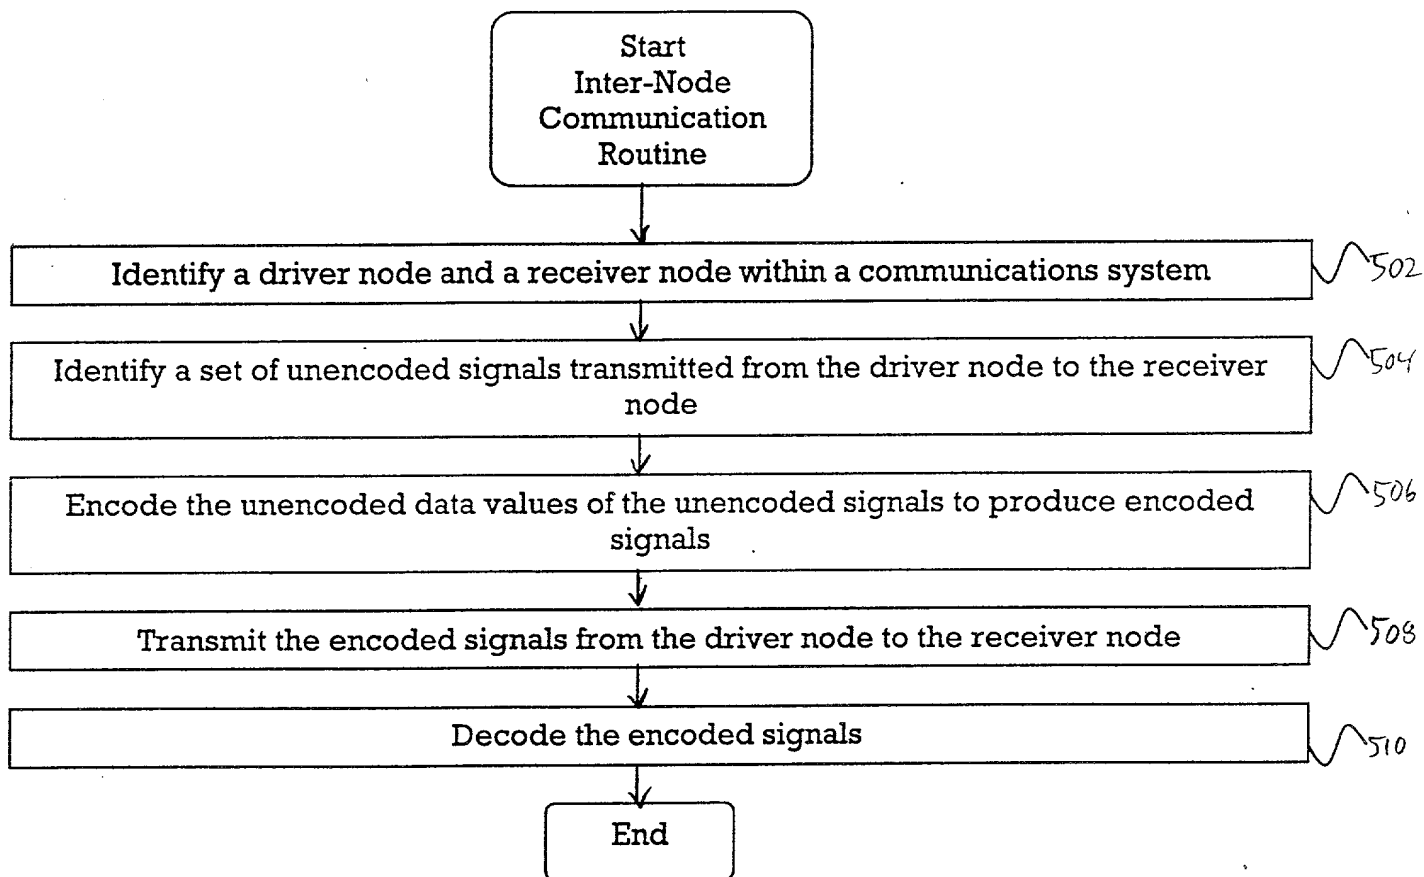 Start
Inter-Node
Communication
Routine
Identify a driver node and a receiver node within a communications system
502
Identify a set of unencoded signals transmitted from the driver node to the receiver
node
504
Encode the unencoded data values of the unencoded signals to produce encoded
signals
506
Transmit the encoded signals from the driver node to the receiver node
508
Decode the encoded signals
510
End